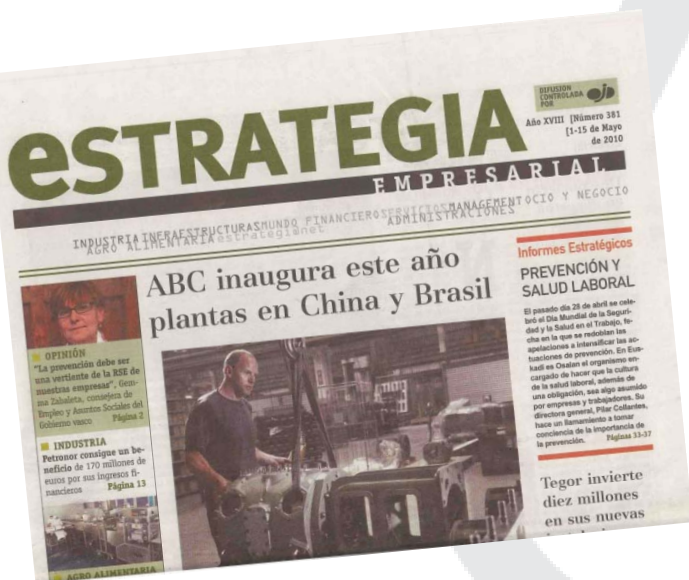 eSTRATEGIA
EMPRESARIAL
DIFUSIÓN
CONTROLADA
POR
ojd
Año XVIII [Número 381
[1-15 de Mayo
de 2010
INDUSTRIA INFRAESTRUCTURAS MUNDO FINANCIERO SERVICIOS MANAGEMENT OCIO Y NEGOCIO
AGRO ALIMENTARIA estrategianet ADMINISTRACIONES
OPINIÓN
"La prevención debe ser
una vertiente de la RSE de
nuestras empresas", Gem-
ma Zabaleta, consejera de
Empleo y Asuntos Sociales del
Gobierno vasco Página 2
INDUSTRIA
Petronor consigue un be-
neficio de 170 millones de
euros por sus ingresos fi-
nancieros Página 13
AGRO ALIMENTARIA
ABC inaugura este año
plantas en China y Brasil
Informes Estratégicos
PREVENCIÓN Y
SALUD LABORAL
El pasado día 28 de abril se cele-
bró el Día Mundial de la Seguri-
dad y la Salud en el Trabajo, fe-
cha en la que se redoblan las
apelaciones a intensificar las ac-
tuaciones de prevención. En Eus-
kadi es Osalan el organismo en-
cargado de hacer que la cultura
de la salud laboral, además de
una obligación, sea algo asumido
por empresas y trabajadores. Su
directora general, Pilar Collantes,
hace un llamamiento a tomar
conciencia de la importancia de
la prevención. Páginas 33-37
Tegor invierte
diez millones
en sus nuevas